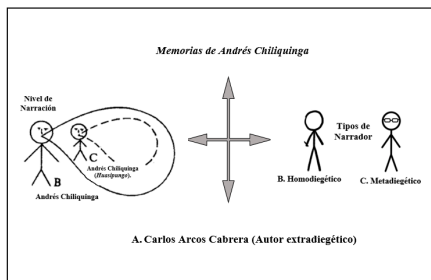 Memorias de Andrés Chiliquinga
Nivel de
Narración
C
Andrés Chiliquinga
(Huasipungo).
B
Andrés Chiliquinga
Tipos de
Narrador
B. Homodiegético
C. Metadiegético
A. Carlos Arcos Cabrera (Autor extradiegético)